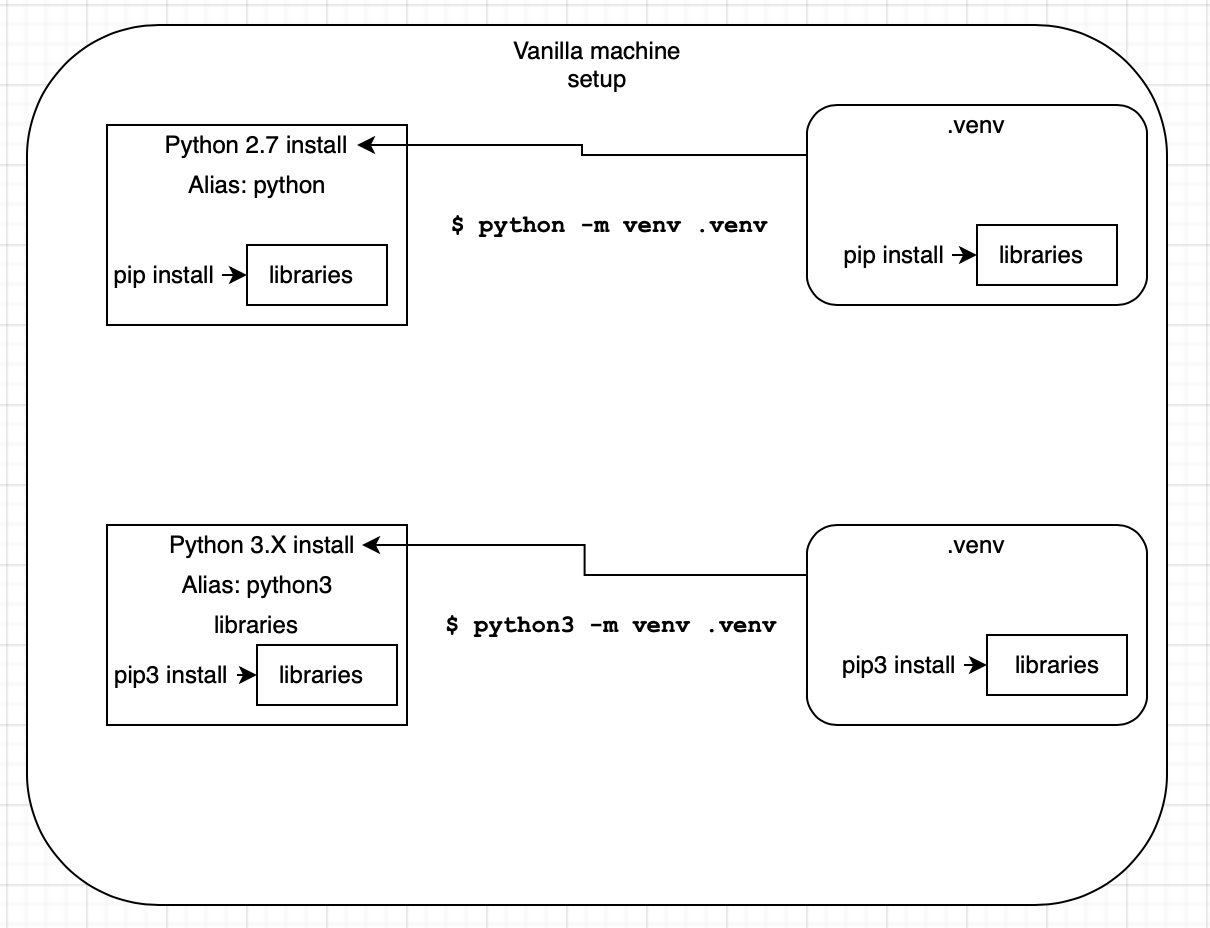 Vanilla machine
setup
Python 2.7 install
Alias: python
pip install
libraries
$ python -m venv .venv
.venv
pip install
libraries
Python 3.X install
Alias: python3
libraries
pip3 install
libraries
$ python3 -m venv .venv
.venv
pip3 install
libraries